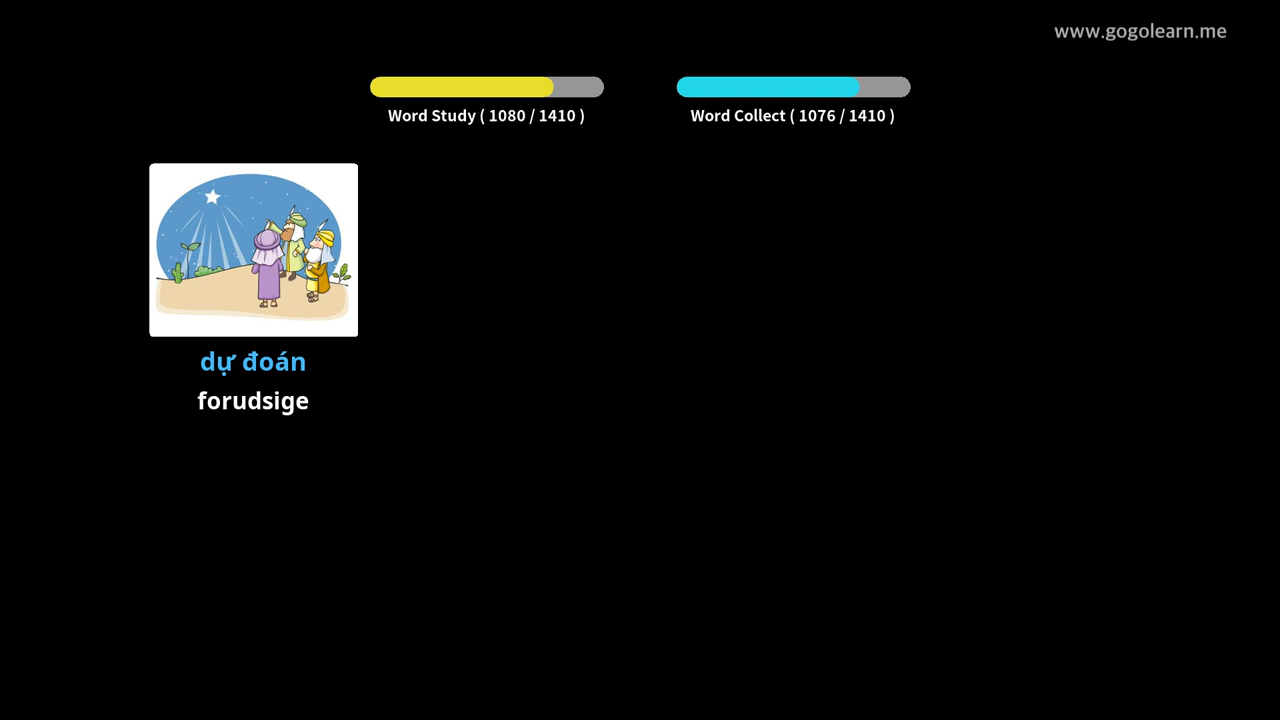 www.gogolearn.me
Word Study ( 1080 / 1410 )
Word Collect ( 1076 / 1410 )
dự đoán
forudsige